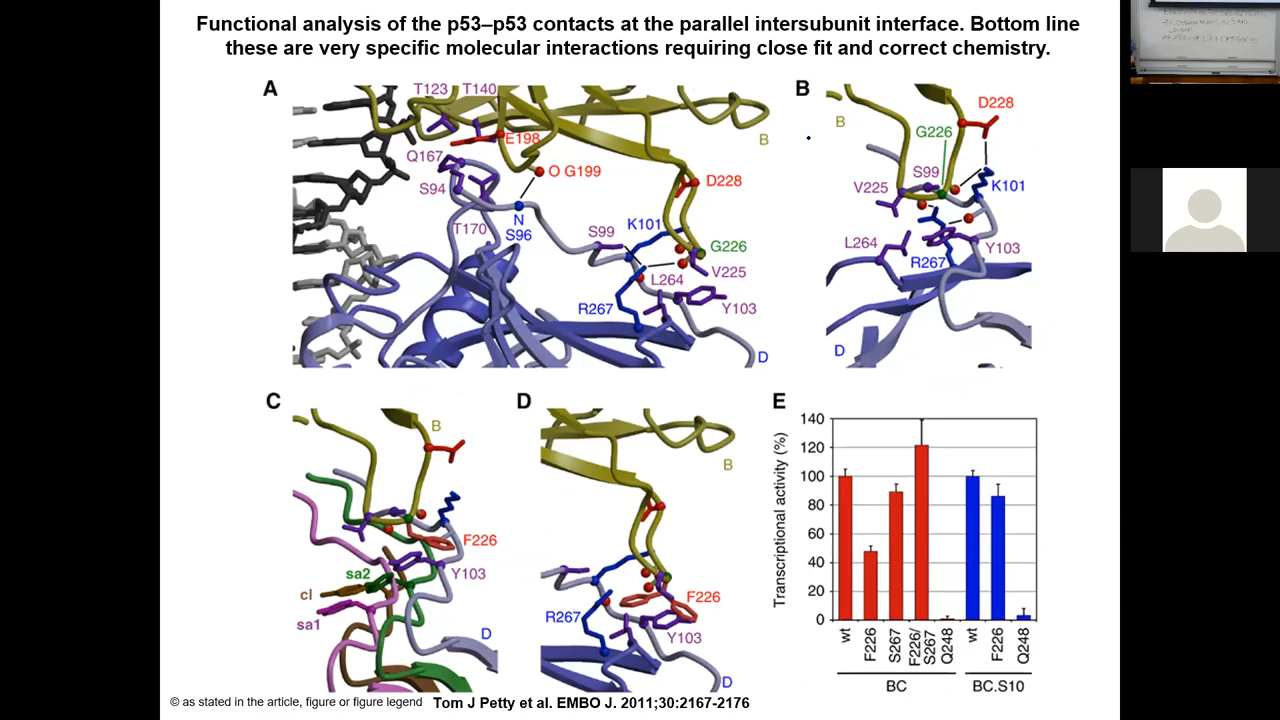 Functional analysis of the p53–p53 contacts at the parallel intersubunit interface. Bottom line
these are very specific molecular interactions requiring close fit and correct chemistry.
A
T123 T140
B
E198
Q167
O G199
S94
D228
N
S96
T170
S99
K101
G226
V225
L264
R267
Y103
D
B
B
D228
G226
S99
V225
K101
L264
Y103
R267
D
C
B
F226
Y103
sa2
cl
sa1
D
D
B
R267
F226
Y103
D
E
Transcriptional activity (%)
140
120
100
80
60
40
20
0
wt
F226
S267
F226/
S267
Q248
wt
F226
Q248
BC
BC.S10
© as stated in the article, figure or figure legend
Tom J Petty et al. EMBO J. 2011;30:2167-2176